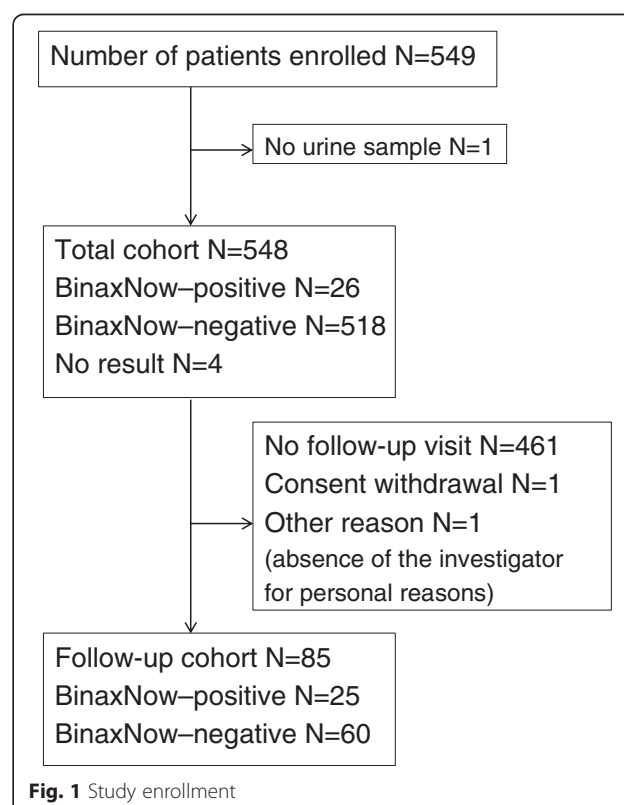 Number of patients enrolled N=549
No urine sample N=1
Total cohort N=548
BinaxNow–positive N=26
BinaxNow–negative N=518
No result N=4
No follow-up visit N=461
Consent withdrawal N=1
Other reason N=1
(absence of the investigator
for personal reasons)
Follow-up cohort N=85
BinaxNow–positive N=25
BinaxNow–negative N=60
Fig. 1 Study enrollment